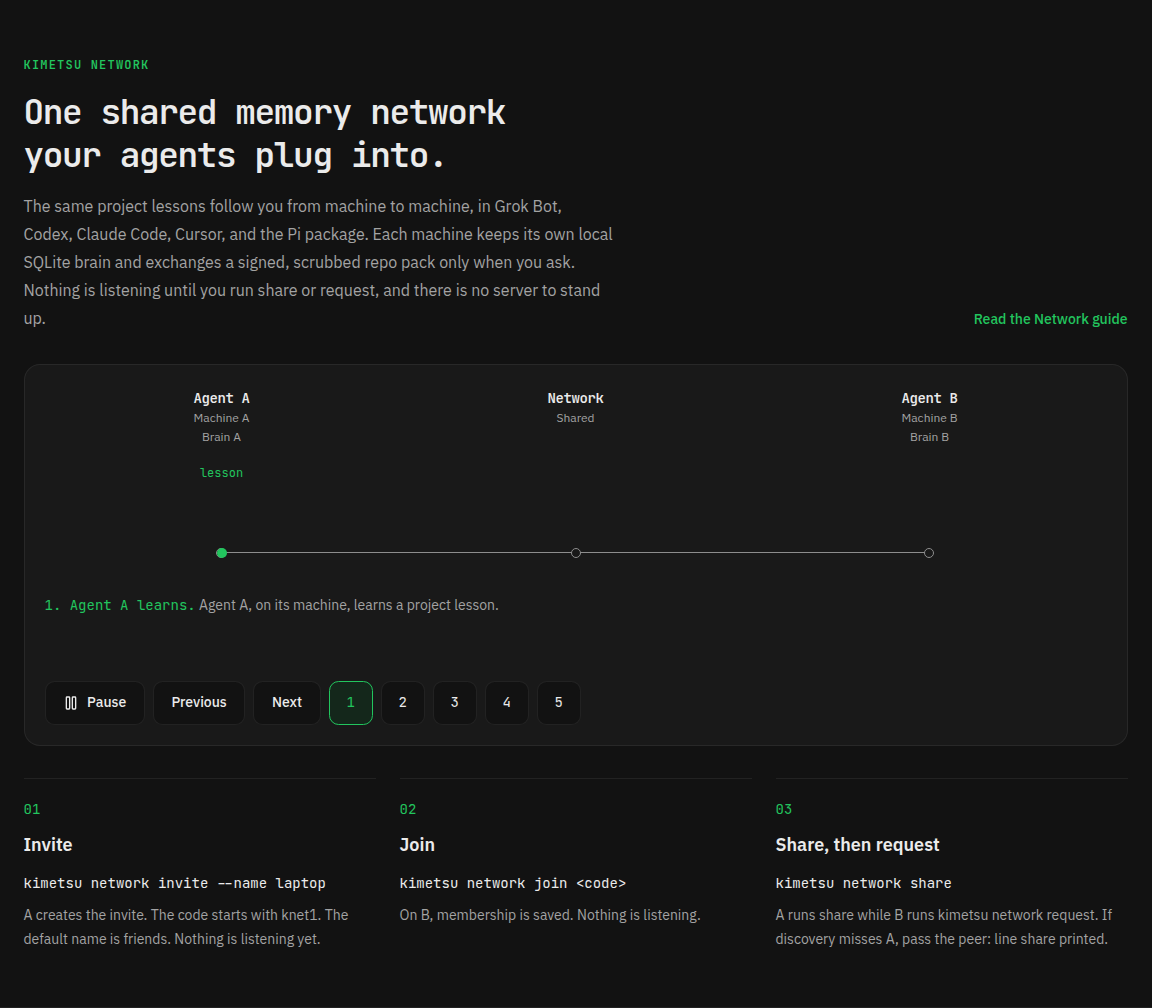 KIMETSU NETWORK
One shared memory network
your agents plug into.
The same project lessons follow you from machine to machine, in Grok Bot,
Codex, Claude Code, Cursor, and the Pi package. Each machine keeps its own local
SQLite brain and exchanges a signed, scrubbed repo pack only when you ask.
Nothing is listening until you run share or request, and there is no server to stand
up.
Read the Network guide
Agent A
Machine A
Brain A
lesson
Network
Shared
Agent B
Machine B
Brain B
1. Agent A learns. Agent A, on its machine, learns a project lesson.
Pause
Previous
Next
1
2
3
4
5
01
Invite
kimetsu network invite --name laptop
A creates the invite. The code starts with knet1. The
default name is friends. Nothing is listening yet.
02
Join
kimetsu network join <code>
On B, membership is saved. Nothing is listening.
03
Share, then request
kimetsu network share
A runs share while B runs kimetsu network request. If
discovery misses A, pass the peer: line share printed.